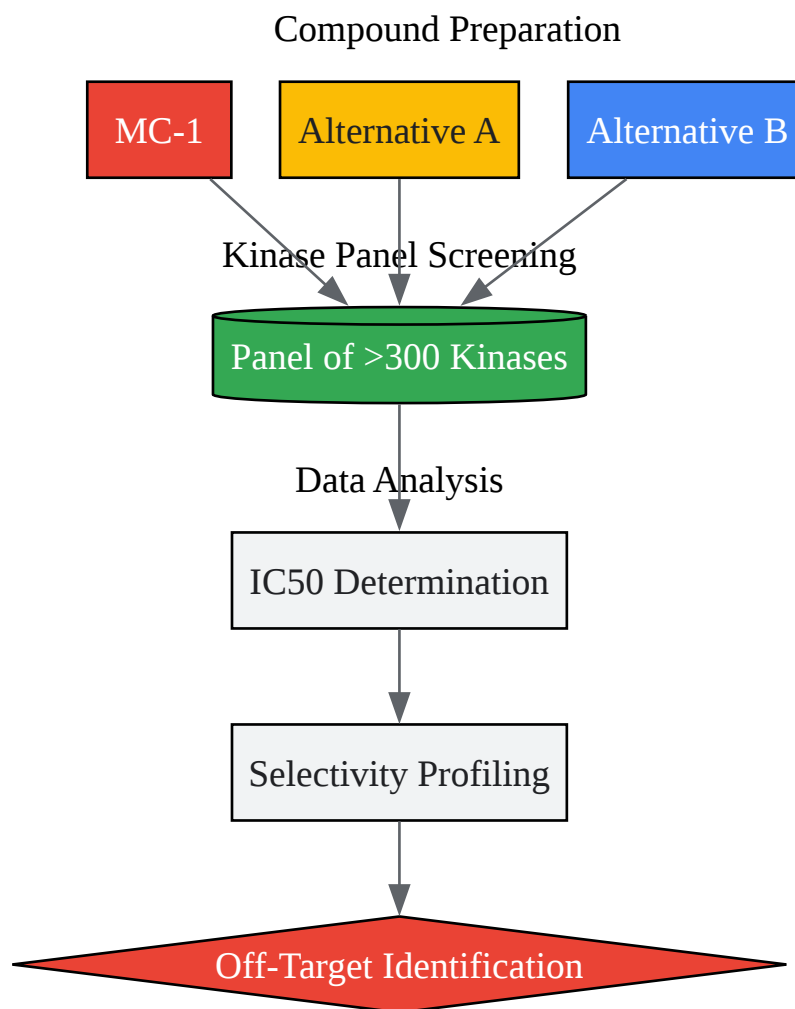 Compound Preparation
MC-1
Alternative A
Alternative B
Kinase Panel Screening
Panel of >300 Kinases
Data Analysis
IC50 Determination
Selectivity Profiling
Off-Target Identification